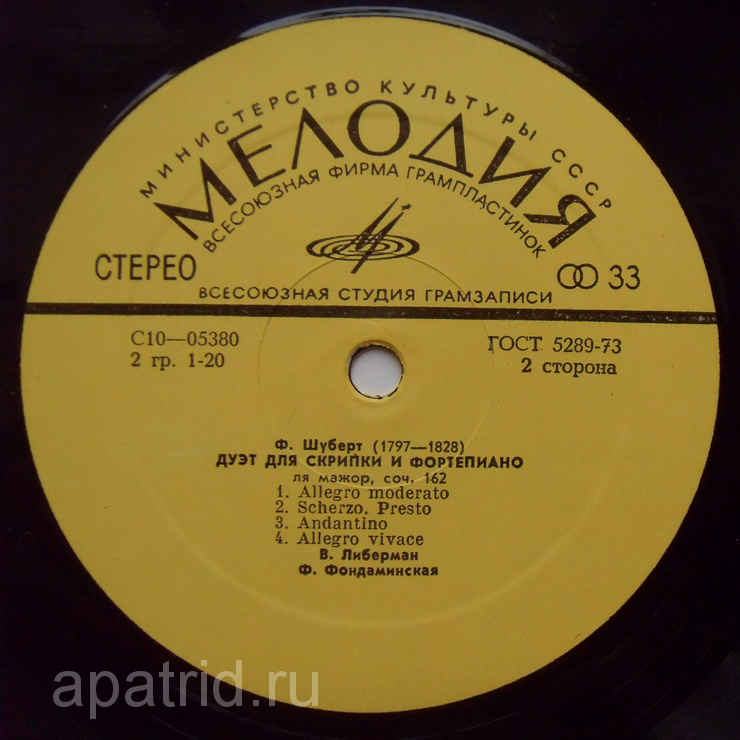 МИНИСТЕРСТВО КУЛЬТУРЫ СССР
МЕЛОДИЯ
ВСЕСОЮЗНАЯ ФИРМА ГРАМПЛАСТИНОК
СТЕРЕО
33
ВСЕСОЮЗНАЯ СТУДИЯ ГРАМЗАПИСИ
С10—05380
ГОСТ 5289-73
2 гр. 1-20
2 сторона
Ф. Шуберт (1797—1828)
ДУЭТ ДЛЯ СКРИПКИ И ФОРТЕПИАНО
ля мажор, соч. 162
1. Allegro moderato
2. Scherzo. Presto
3. Andantino
4. Allegro vivace
В. Либерман
Ф. Фондаминская
apatrid.ru